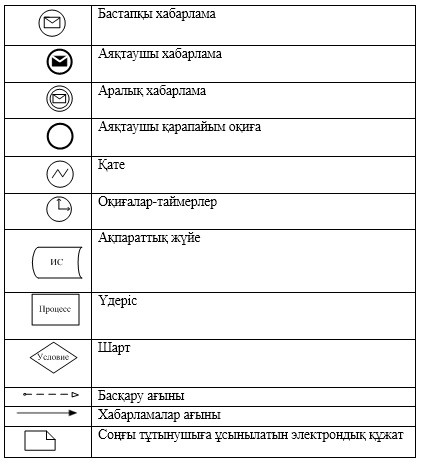 Бастапқы хабарлама
Аяқтаушы хабарлама
Аралық хабарлама
Аяқтаушы қарапайым оқиға
Қате
Оқиғалар-таймерлер
Ақпараттық жүйе
ИС
Үдеріс
Процесс
Шарт
Условие
Басқару ағыны
Хабарламалар ағыны
Соңғы тұтынушыға ұсынылатын электрондық құжат